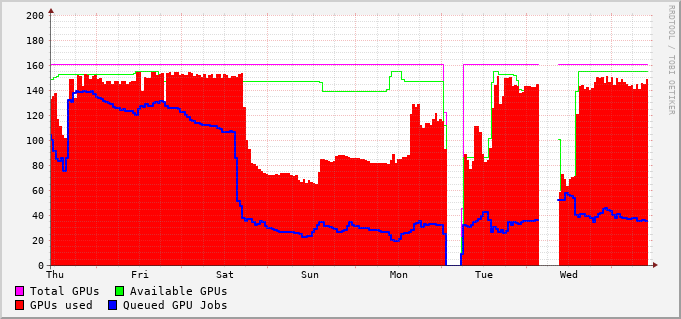 200
180
160
140
120
100
80
60
40
20
0
Thu Fri Sat Sun Mon Tue Wed
Total GPUs Available GPUs
GPUs used Queued GPU Jobs
RRDTOOL / TOBI OETIKER